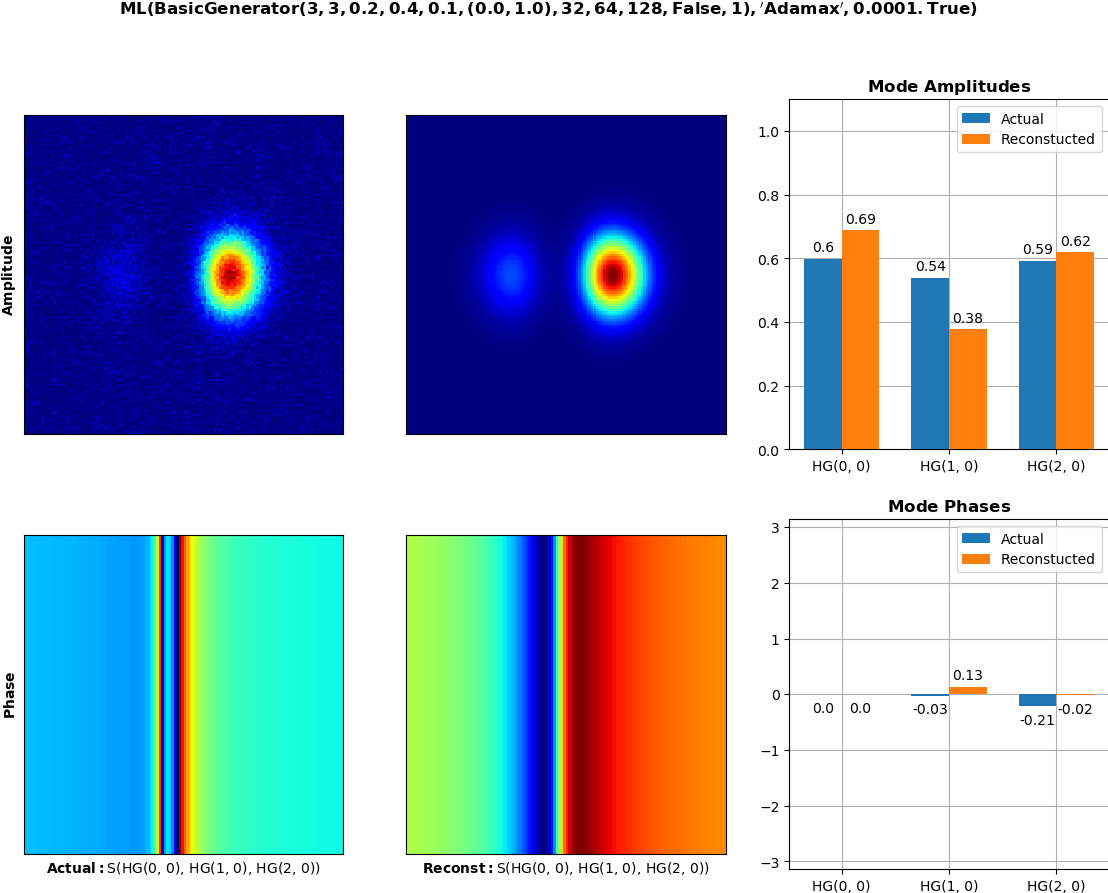 ML(BasicGenerator(3, 3, 0.2, 0.4, 0.1, (0.0, 1.0), 32, 64, 128, False, 1), ′Adamax′, 0.0001. True)
Amplitude
Mode Amplitudes
Actual
Reconstucted
1.0
0.8
0.6
0.4
0.2
0.0
0.6
0.69
0.54
0.38
0.59
0.62
HG(0, 0)
HG(1, 0)
HG(2, 0)
Phase
Actual: S(HG(0, 0), HG(1, 0), HG(2, 0))
Reconst: S(HG(0, 0), HG(1, 0), HG(2, 0))
Mode Phases
Actual
Reconstucted
3
2
1
0
−1
−2
−3
0.0
0.0
-0.03
0.13
-0.21
-0.02
HG(0, 0)
HG(1, 0)
HG(2, 0)